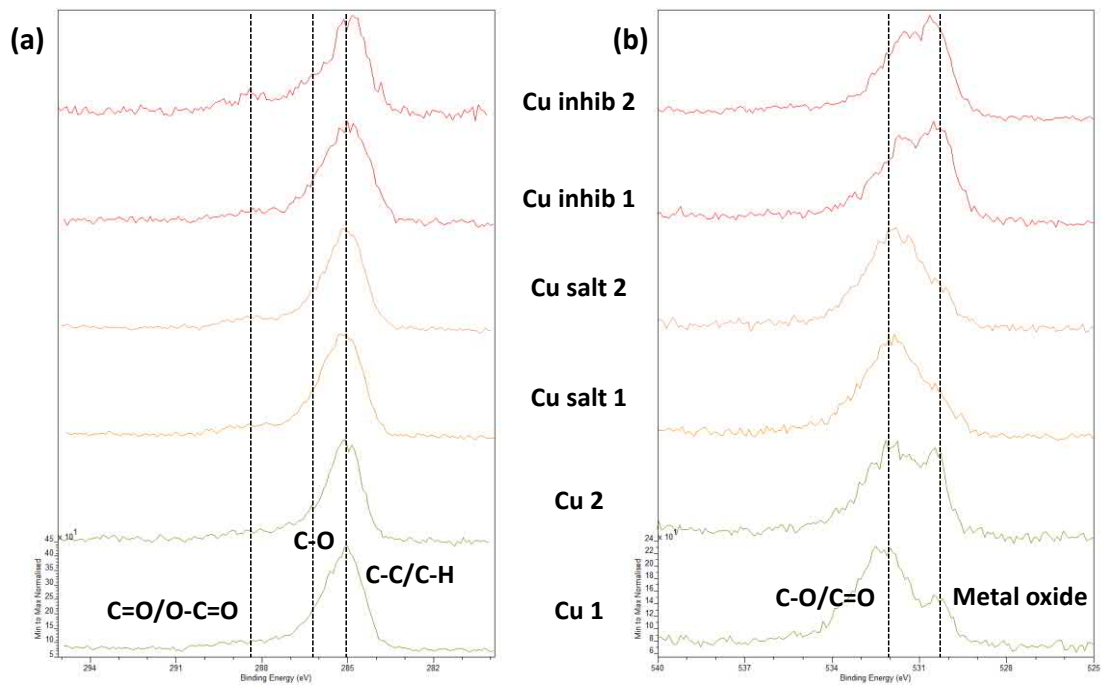 (a)
(b)
Cu inhib 2
Cu inhib 1
Cu salt 2
Cu salt 1
Cu 2
Cu 1
C-O
C-C/C-H
C=O/O-C=O
C-O/C=O
Metal oxide
45 x 10¹
40
35
30
25
20
15
10
5
Min to Max Normalised
294 291 288 285 282
Binding Energy (eV)
24 x 10¹
22
20
18
16
14
12
10
8
6
Min to Max Normalised
540 537 534 531 528 525
Binding Energy (eV)